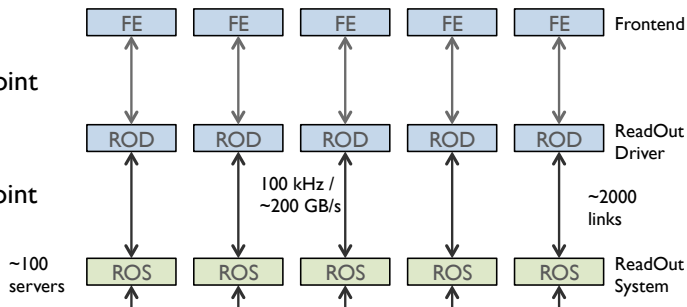 FE FE FE FE FE Frontend
oint
ROD ROD ROD ROD ROD ReadOut
Driver
100 kHz /
~200 GB/s
oint
~2000
links
~100
servers
ROS ROS ROS ROS ROS ReadOut
System